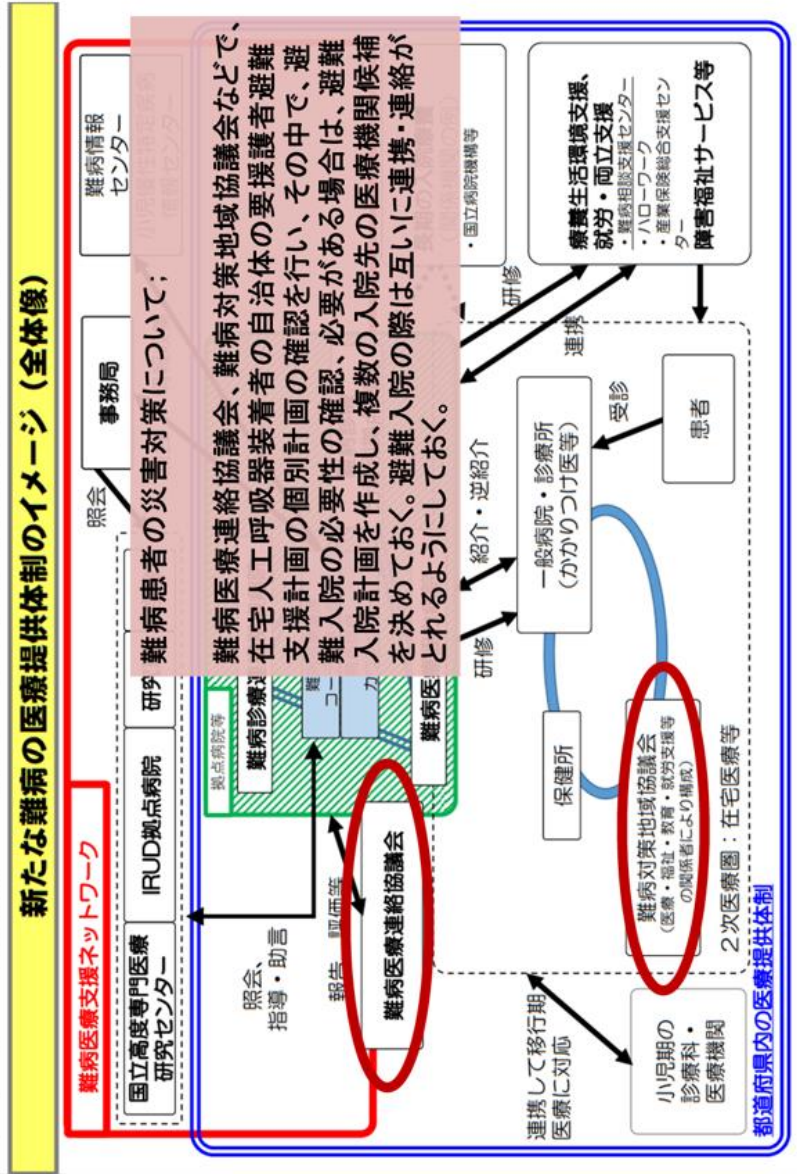 新たな難病の医療提供体制のイメージ（全体像）
難病医療支援ネットワーク
国立高度専門医療
研究センター
IRUD拠点病院
研究
照会
事務局
難病情報
センター
難病患者の災害対策について；
難病医療連絡協議会、難病対策地域協議会などで、
在宅人工呼吸器装着者の自治体の要援護者避難
支援計画の個別計画の確認を行い、その中で、避
難入院の必要性の確認、必要がある場合は、避難
入院計画を作成し、複数の入院先の医療機関候補
を決めておく。避難入院の際は互いに連携・連絡が
とれるようにしておく。
照会、
指導・助言
報告
評価等
難病医療連絡協議会
拠点病院等
難病診療連
難
コー
カ
難病医
・国立病院機構等
研修
紹介・逆紹介
連携
研修
療養生活環境支援、
就労・両立支援
・難病相談支援センター
・ハローワーク
・産業保険総合支援セン
ター
障害福祉サービス等
連携して移行期
医療に対応
小児期の
診療科・
医療機関
保健所
一般病院・診療所
（かかりつけ医等）
受診
患者
難病対策地域協議会
（医療・福祉・教育・就労支援等
の関係者により構成）
２次医療圏：在宅医療等
都道府県内の医療提供体制